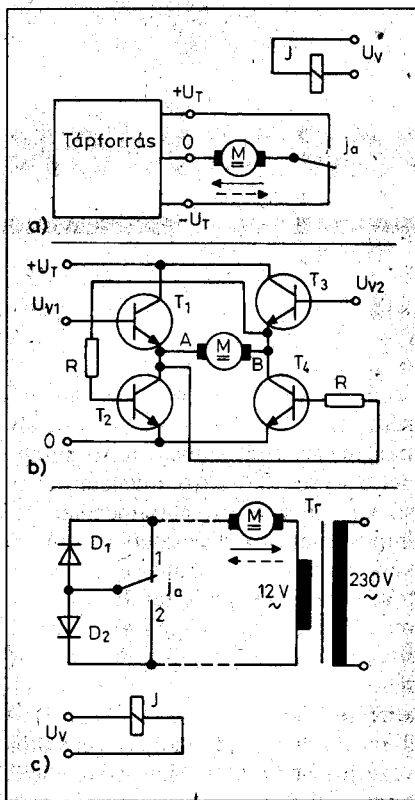 J
U_V
+U_T
Tápforrás
0
M
j_a
-U_T
a)
+U_T
T_3
U_V1
T_1
U_V2
A
M
B
T_4
R
R
T_2
0
b)
M
T_r
D_1
1
j_a
12 V
~
230 V
~
D_2
2
J
U_V
c)